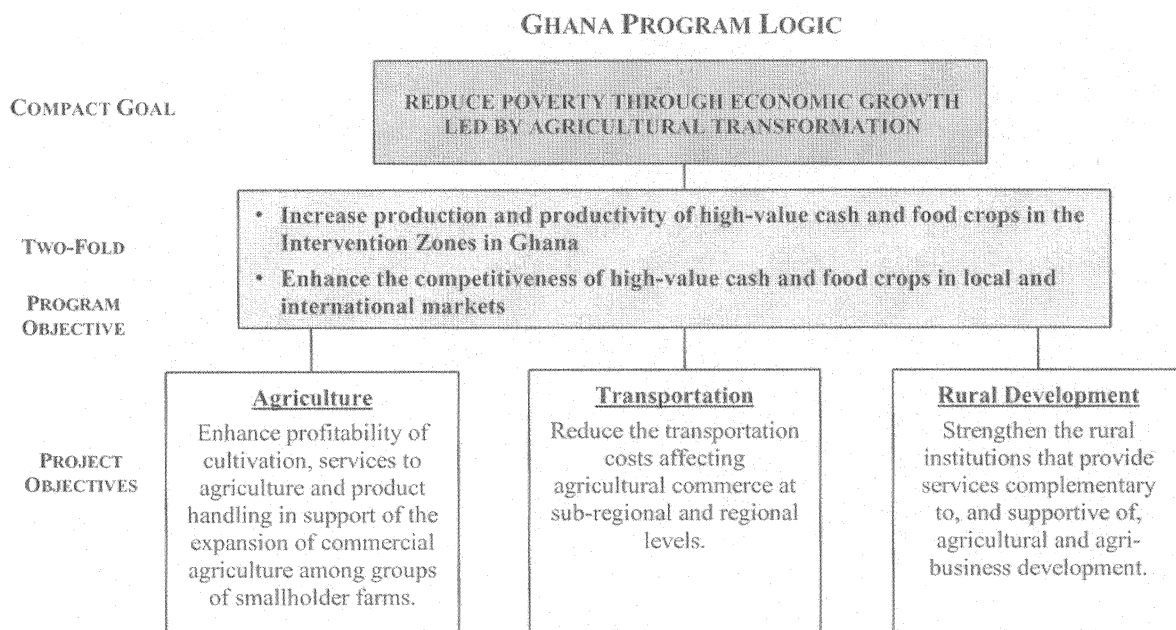 GHANA PROGRAM LOGIC
COMPACT GOAL
REDUCE POVERTY THROUGH ECONOMIC GROWTH
LED BY AGRICULTURAL TRANSFORMATION
TWO-FOLD
PROGRAM
OBJECTIVE
• Increase production and productivity of high-value cash and food crops in the
Intervention Zones in Ghana
• Enhance the competitiveness of high-value cash and food crops in local and
international markets
PROJECT
OBJECTIVES
Agriculture
Enhance profitability of
cultivation, services to
agriculture and product
handling in support of the
expansion of commercial
agriculture among groups
of smallholder farms.
Transportation
Reduce the transportation
costs affecting
agricultural commerce at
sub-regional and regional
levels.
Rural Development
Strengthen the rural
institutions that provide
services complementary
to, and supportive of,
agricultural and agri-
business development.